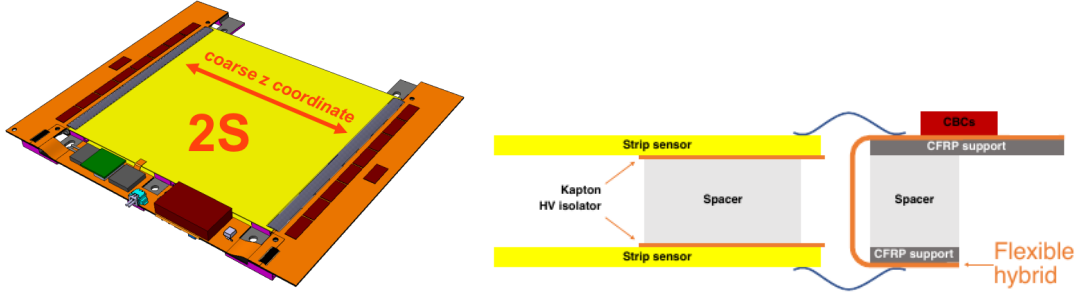 coarse z coordinate
2S
CBCs
Strip sensor
CFRP support
Kapton
HV isolator
Spacer
Spacer
Strip sensor
CFRP support
Flexible
hybrid